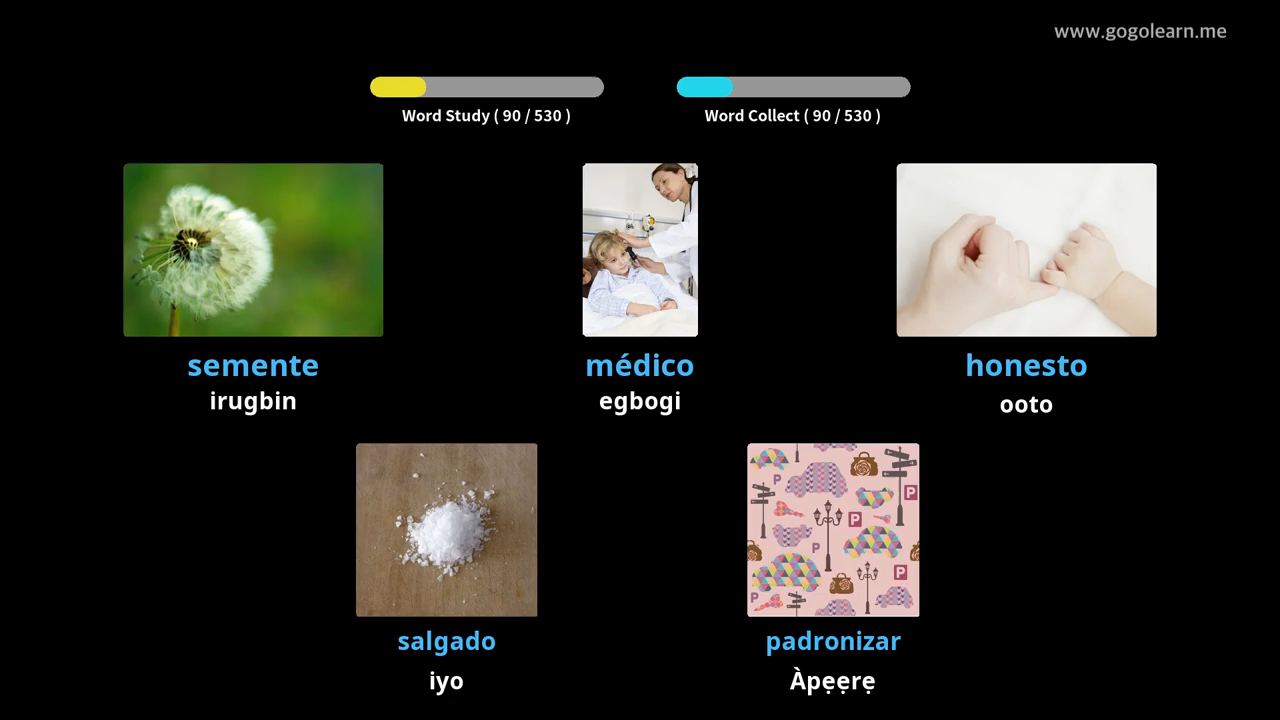 www.gogolearn.me
Word Study ( 90 / 530 )
Word Collect ( 90 / 530 )
semente
irugbin
médico
egbogi
honesto
ooto
salgado
iyo
padronizar
Àpẹẹrẹ
P
P
P
P
P
P